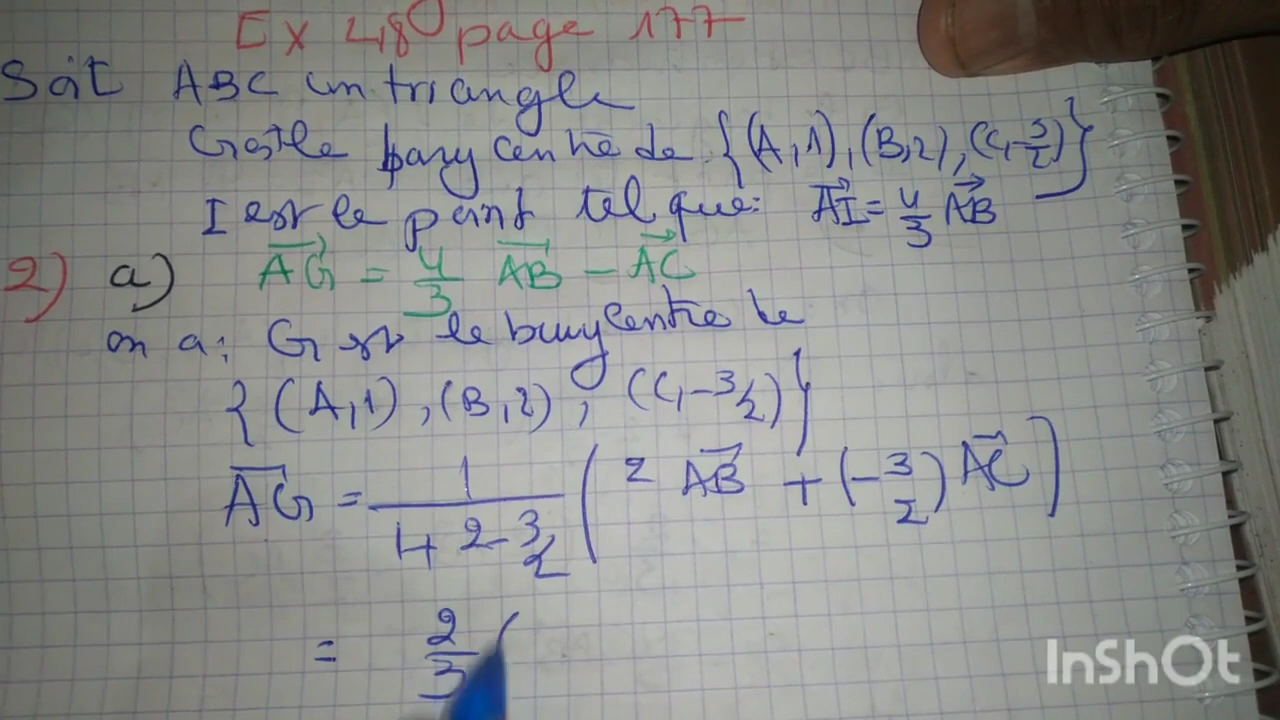 Ex 28 page 177
Soit ABC un triangle
G est le barycentre de {(A,1), (B,2), (C,-3/2)}
I est le point tel que: AI = 4/3 AB
2) a) AG = 4/3 AB - AC
on a: G est le barycentre de
{(A,1), (B,2), (C,-3/2)}
AG = 1/(1+2-3/2) (2 AB + (-3/2) AC)
= 2/3 (
InShOt